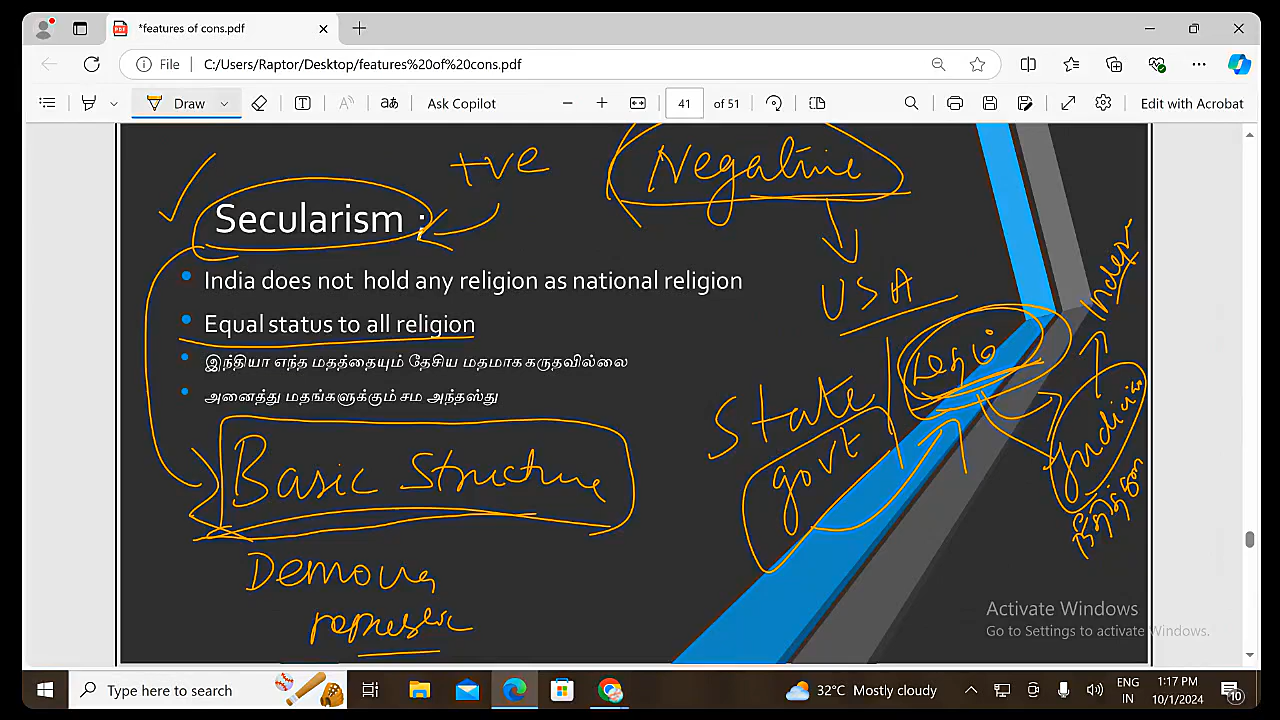 *features of cons.pdf
File C:/Users/Raptor/Desktop/features%20of%20cons.pdf
Draw Ask Copilot 41 of 51 Edit with Acrobat
+ve Negative
Secularism :
USA
India does not hold any religion as national religion
Equal status to all religion
இந்தியா எந்த மதத்தையும் தேசிய மதமாக கருதவில்லை
அனைத்து மதங்களுக்கும் சம அந்தஸ்து
State
govt
Basic Structure
Activate Windows
Go to Settings to activate Windows.
Type here to search
32°C Mostly cloudy
ENG
IN
1:17 PM
10/1/2024
10